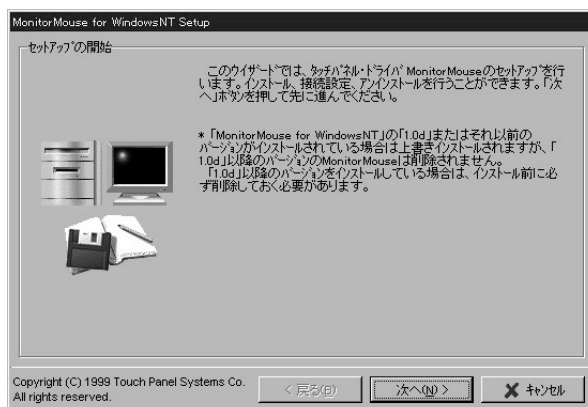 MonitorMouse for WindowsNT Setup
セットアップの開始
このウィザードでは、タッチパネル・ドライバ MonitorMouseのセットアップを行
います。インストール、接続設定、アンインストールを行うことができます。「次
へ」ボタンを押して先に進んでください。
* 「MonitorMouse for WindowsNT」の「1.0d」またはそれ以前の
バージョンがインストールされている場合は上書きインストールされますが、「
1.0d」以降のバージョンのMonitorMouseは削除されません。
「1.0d」以降のバージョンをインストールしている場合は、インストール前に必
ず削除しておく必要があります。
Copyright (C) 1999 Touch Panel Systems Co.
All rights reserved.
< 戻る(B)
次へ(N) >
キャンセル